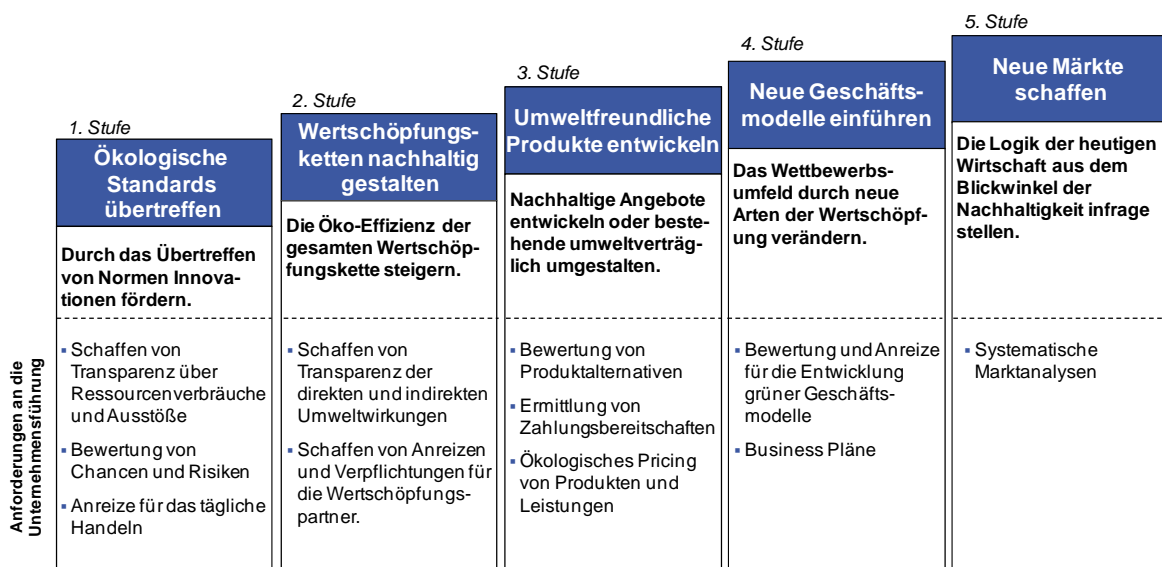 1. Stufe
Ökologische
Standards
übertreffen
Durch das Übertreffen
von Normen Innova-
tionen fördern.
2. Stufe
Wertschöpfungs-
ketten nachhaltig
gestalten
Die Öko-Effizienz der
gesamten Wertschöp-
fungskette steigern.
3. Stufe
Umweltfreundliche
Produkte entwickeln
Nachhaltige Angebote
entwickeln oder beste-
hende umweltverträg-
lich umgestalten.
4. Stufe
Neue Geschäfts-
modelle einführen
Das Wettbewerbs-
umfeld durch neue
Arten der Wertschöpf-
ung verändern.
5. Stufe
Neue Märkte
schaffen
Die Logik der heutigen
Wirtschaft aus dem
Blickwinkel der
Nachhaltigkeit infrage
stellen.
Anforderungen an die
Unternehmensführung
▪ Schaffen von
Transparenz über
Ressourcenverbräuche
und Ausstöße
▪ Bewertung von
Chancen und Risiken
▪ Anreize für das tägliche
Handeln
▪ Schaffen von
Transparenz der
direkten und indirekten
Umweltwirkungen
▪ Schaffen von Anreizen
und Verpflichtungen für
die Wertschöpfungs-
partner.
▪ Bewertung von
Produktalternativen
▪ Ermittlung von
Zahlungsbereitschaften
▪ Ökologisches Pricing
von Produkten und
Leistungen
▪ Bewertung und Anreize
für die Entwicklung
grüner Geschäfts-
modelle
▪ Business Pläne
▪ Systematische
Marktanalysen